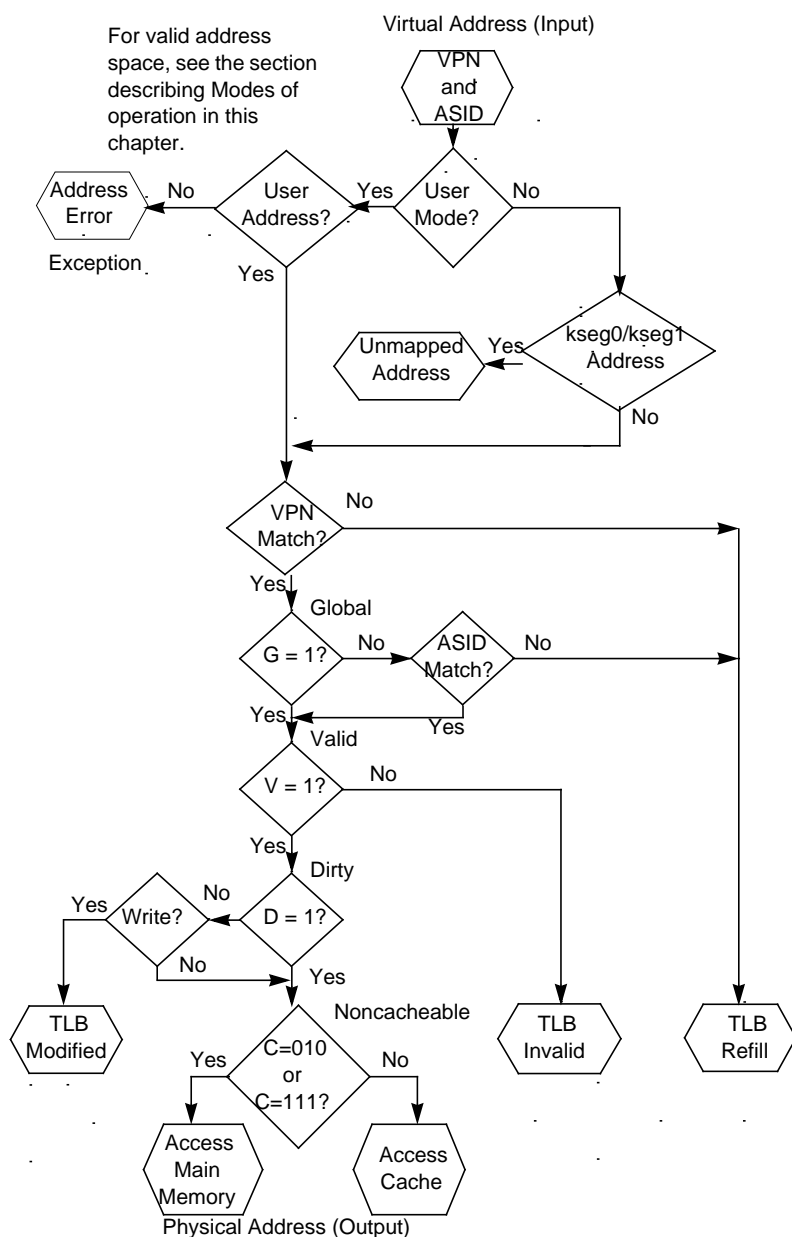 Virtual Address (Input)
For valid address
space, see the section
describing Modes of
operation in this
chapter.
VPN
and
ASID
Address
Error
No
User
Address?
Yes
User
Mode?
No
Exception
Yes
Unmapped
Address
Yes
kseg0/kseg1
Address
No
VPN
Match?
No
Yes
Global
G = 1?
No
ASID
Match?
No
Yes
Yes
Valid
V = 1?
No
Yes
Dirty
Yes
Write?
No
D = 1?
No
Yes
TLB
Modified
Noncacheable
TLB
Invalid
TLB
Refill
Yes
C=010
or
C=111?
No
Access
Main
Memory
Access
Cache
Physical Address (Output)